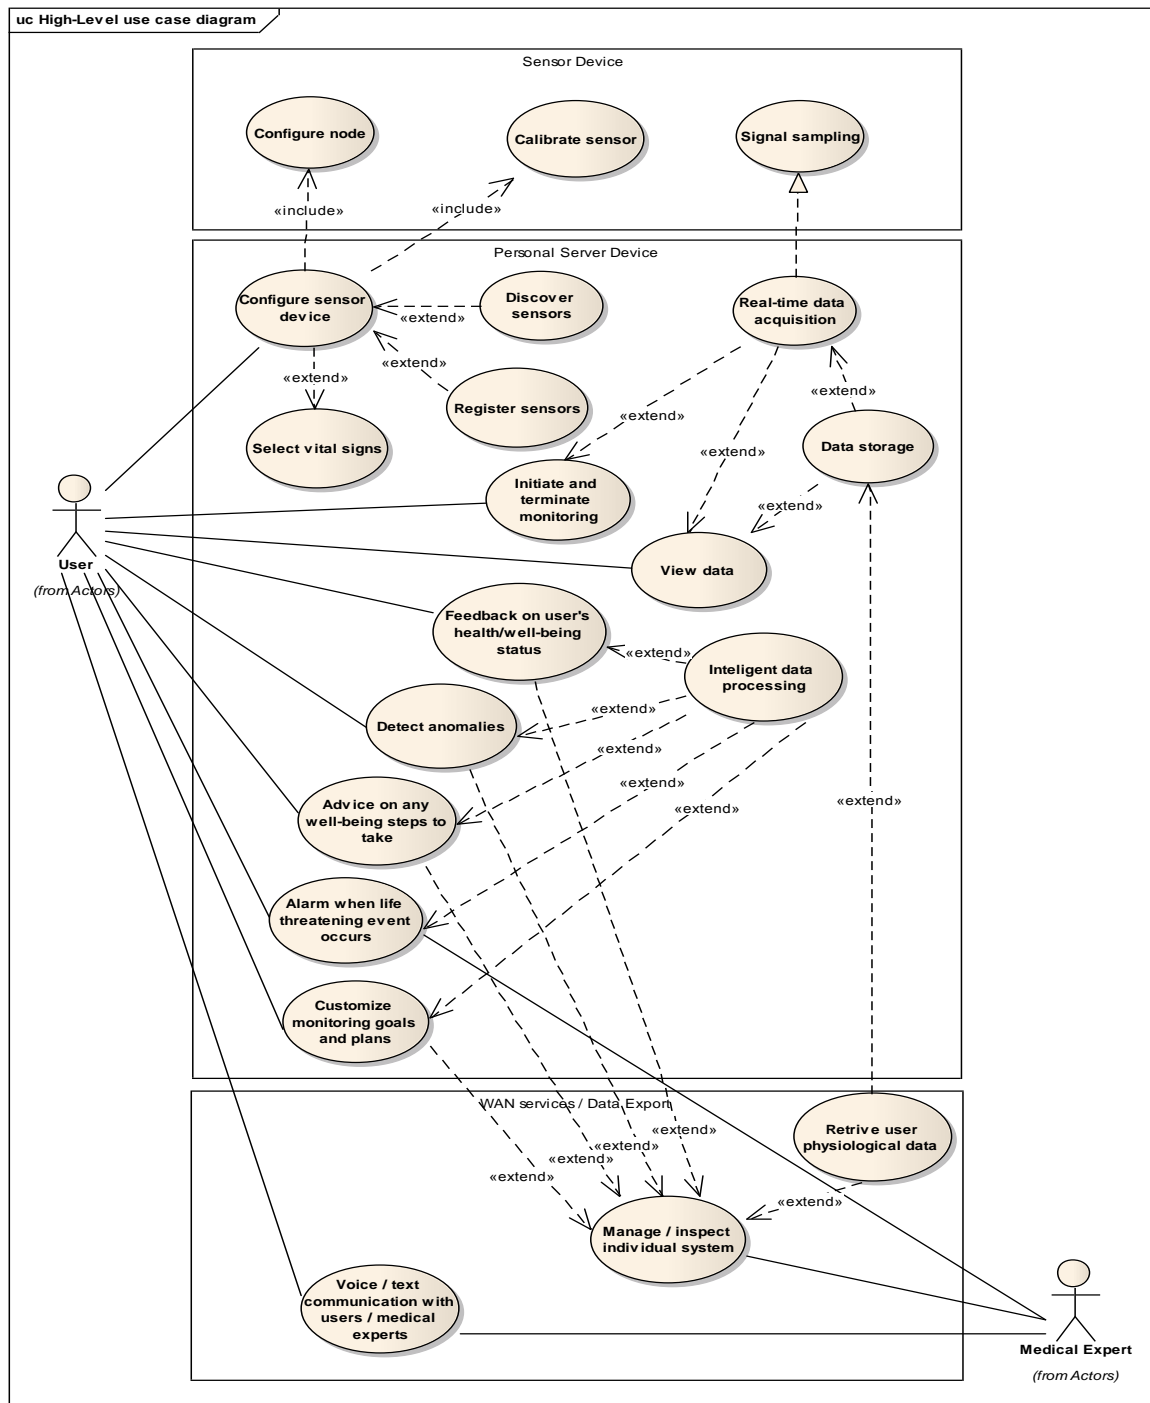 uc High-Level use case diagram
Sensor Device
Configure node
Calibrate sensor
Signal sampling
«include»
«include»
Personal Server Device
Configure sensor
device
Discover
sensors
Real-time data
acquisition
«extend»
«extend»
«extend»
«extend»
Register sensors
«extend»
Select vital signs
Data storage
«extend»
Initiate and
terminate
monitoring
«extend»
View data
User
(from Actors)
Feedback on user's
health/well-being
status
«extend»
Inteligent data
processing
Detect anomalies
«extend»
«extend»
«extend»
«extend»
Advice on any
well-being steps to
take
«extend»
Alarm when life
threatening event
occurs
Customize
monitoring goals
and plans
WAN services / Data Export
Retrive user
physiological data
«extend»
«extend»
«extend»
«extend»
«extend»
Manage / inspect
individual system
Voice / text
communication with
users / medical
experts
Medical Expert
(from Actors)